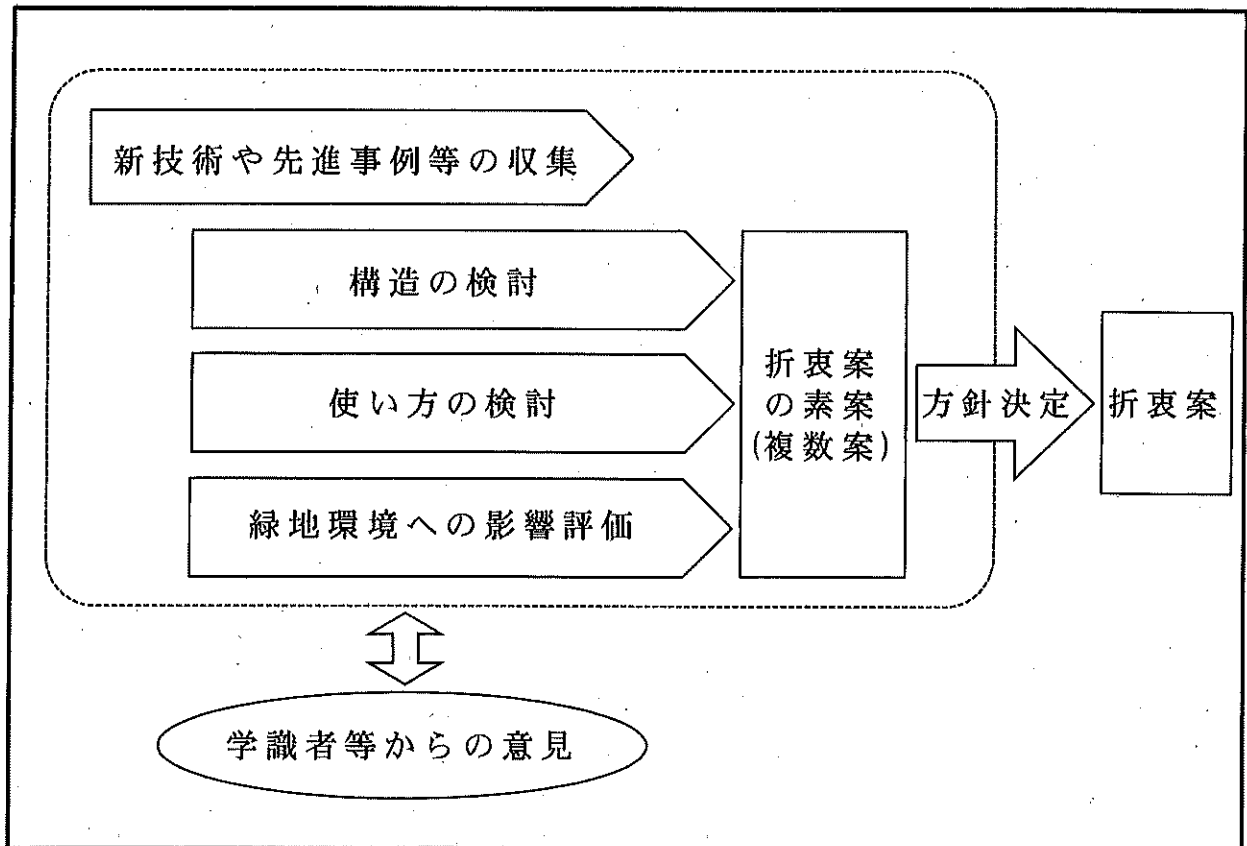 新技術や先進事例等の収集
構造の検討
使い方の検討
緑地環境への影響評価
折衷案
の素案
(複数案)
方針決定
折衷案
学識者等からの意見